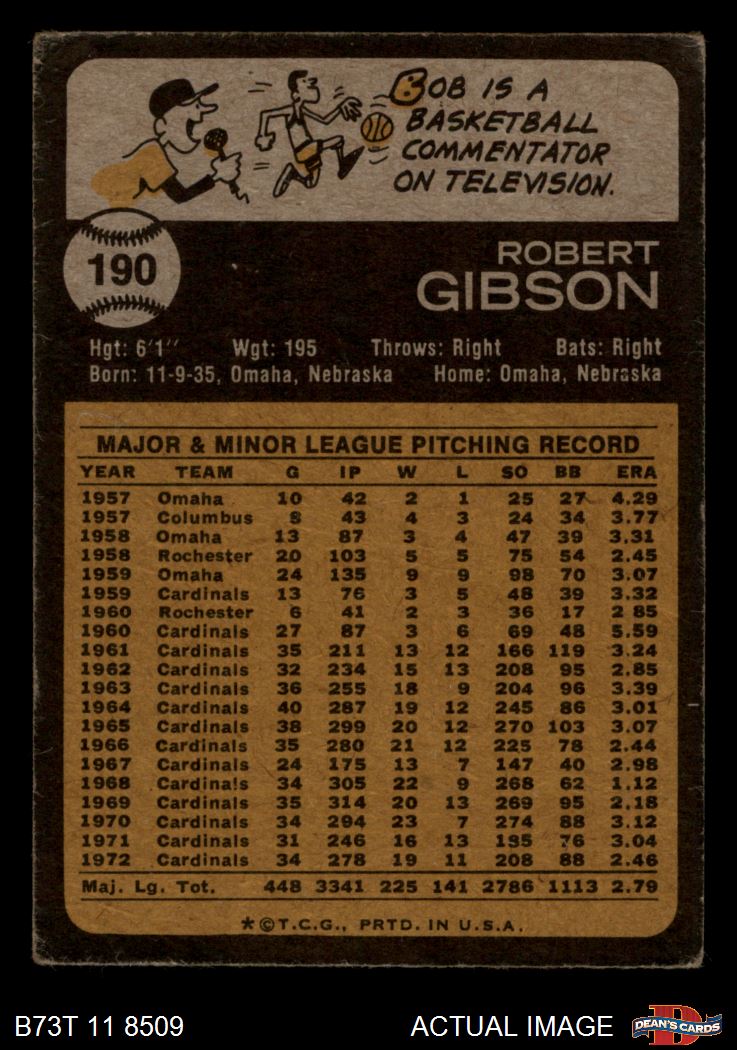 BOB IS A
BASKETBALL
COMMENTATOR
ON TELEVISION.
190
ROBERT
GIBSON
Hgt: 6'1" Wgt: 195 Throws: Right Bats: Right
Born: 11-9-35, Omaha, Nebraska Home: Omaha, Nebraska
MAJOR & MINOR LEAGUE PITCHING RECORD
YEAR TEAM G IP W L SO BB ERA
1957 Omaha 10 42 2 1 25 27 4.29
1957 Columbus 8 43 4 3 24 34 3.77
1958 Omaha 13 87 3 4 47 39 3.31
1958 Rochester 20 103 5 5 75 54 2.45
1959 Omaha 24 135 9 9 98 70 3.07
1959 Cardinals 13 76 3 5 48 39 3.32
1960 Rochester 6 41 2 3 36 17 2 85
1960 Cardinals 27 87 3 6 69 48 5.59
1961 Cardinals 35 211 13 12 166 119 3.24
1962 Cardinals 32 234 15 13 208 95 2.85
1963 Cardinals 36 255 18 9 204 96 3.39
1964 Cardinals 40 287 19 12 245 86 3.01
1965 Cardinals 38 299 20 12 270 103 3.07
1966 Cardinals 35 280 21 12 225 78 2.44
1967 Cardinals 24 175 13 7 147 40 2.98
1968 Cardinals 34 305 22 9 268 62 1.12
1969 Cardinals 35 314 20 13 269 95 2.18
1970 Cardinals 34 294 23 7 274 88 3.12
1971 Cardinals 31 246 16 13 185 76 3.04
1972 Cardinals 34 278 19 11 208 88 2.46
Maj. Lg. Tot. 448 3341 225 141 2786 1113 2.79
*©T.C.G., PRTD. IN U.S.A.
B73T 11 8509 ACTUAL IMAGE DEAN'S CARDS